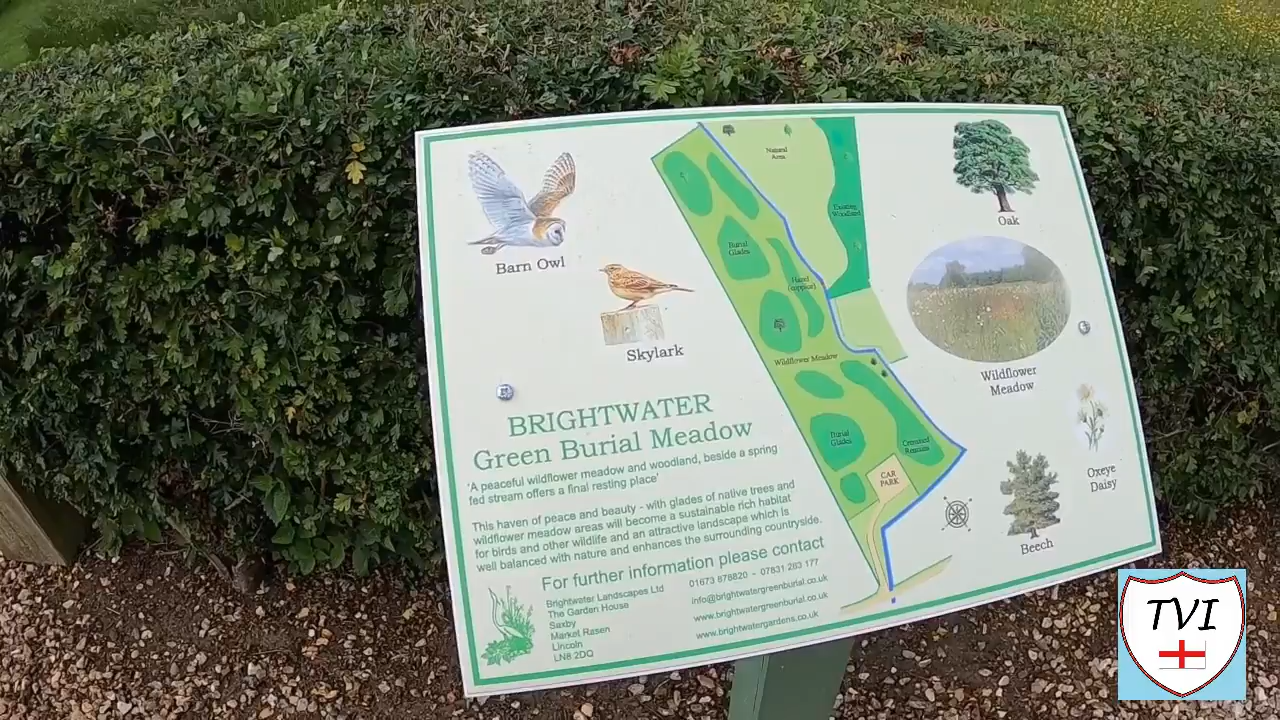 Barn Owl
Skylark
BRIGHTWATER
Green Burial Meadow
'A peaceful wildflower meadow and woodland, beside a spring
fed stream offers a final resting place'
This haven of peace and beauty - with glades of native trees and
wildflower meadow areas will become a sustainable rich habitat
for birds and other wildlife and an attractive landscape which is
well balanced with nature and enhances the surrounding countryside.
For further information please contact
Brightwater Landscapes Ltd
The Garden House
Saxby
Market Rasen
Lincoln
LN8 2DQ
01673 878820 - 07831 283 177
info@brightwatergreenburial.co.uk
www.brightwatergreenburial.co.uk
www.brightwatergardens.co.uk
Natural
Area
Existing
Woodland
Burial
Glades
Hazel
(coppice)
Wildflower Meadow
Burial
Glades
Cremated
Remains
CAR
PARK
Oak
Wildflower
Meadow
Oxeye
Daisy
Beech
TVI